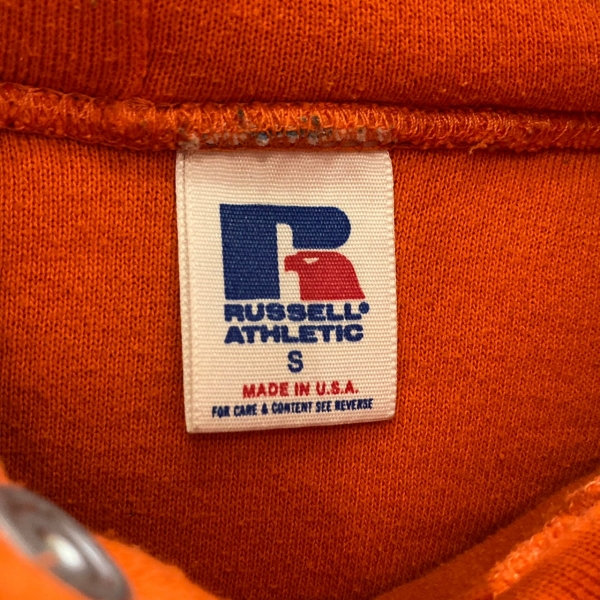 RUSSELL®
ATHLETIC
S
MADE IN U.S.A.
FOR CARE & CONTENT SEE REVERSE